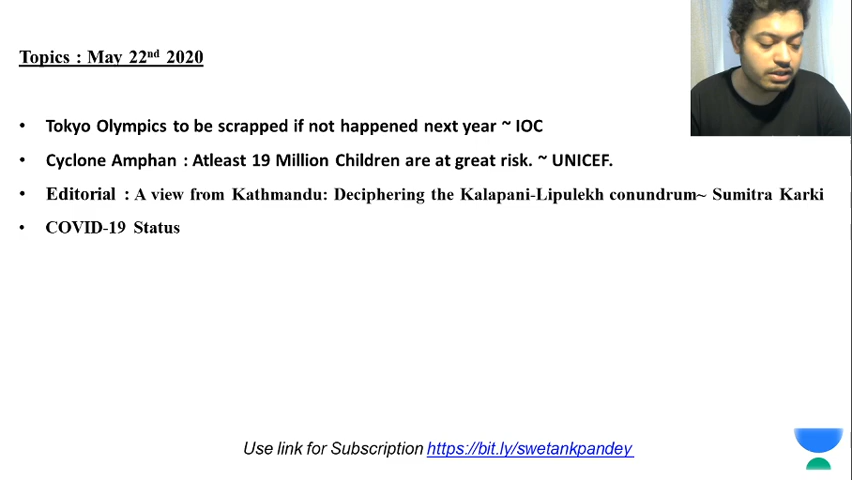 Topics : May 22nd 2020
• Tokyo Olympics to be scrapped if not happened next year ~ IOC
• Cyclone Amphan : Atleast 19 Million Children are at great risk. ~ UNICEF.
• Editorial : A view from Kathmandu: Deciphering the Kalapani-Lipulekh conundrum~ Sumitra Karki
• COVID-19 Status
Use link for Subscription https://bit.ly/swetankpandey